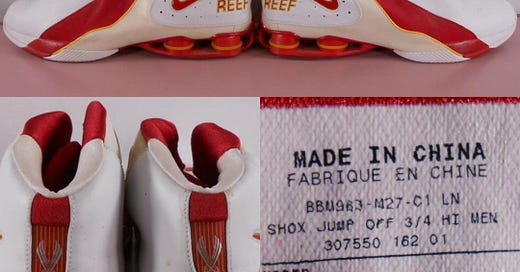 REEF
REEF
MADE IN CHINA
FABRIQUE EN CHINE
BBM963-M27-C1 LN
SHOX JUMP OFF 3/4 HI MEN
307550 162 01